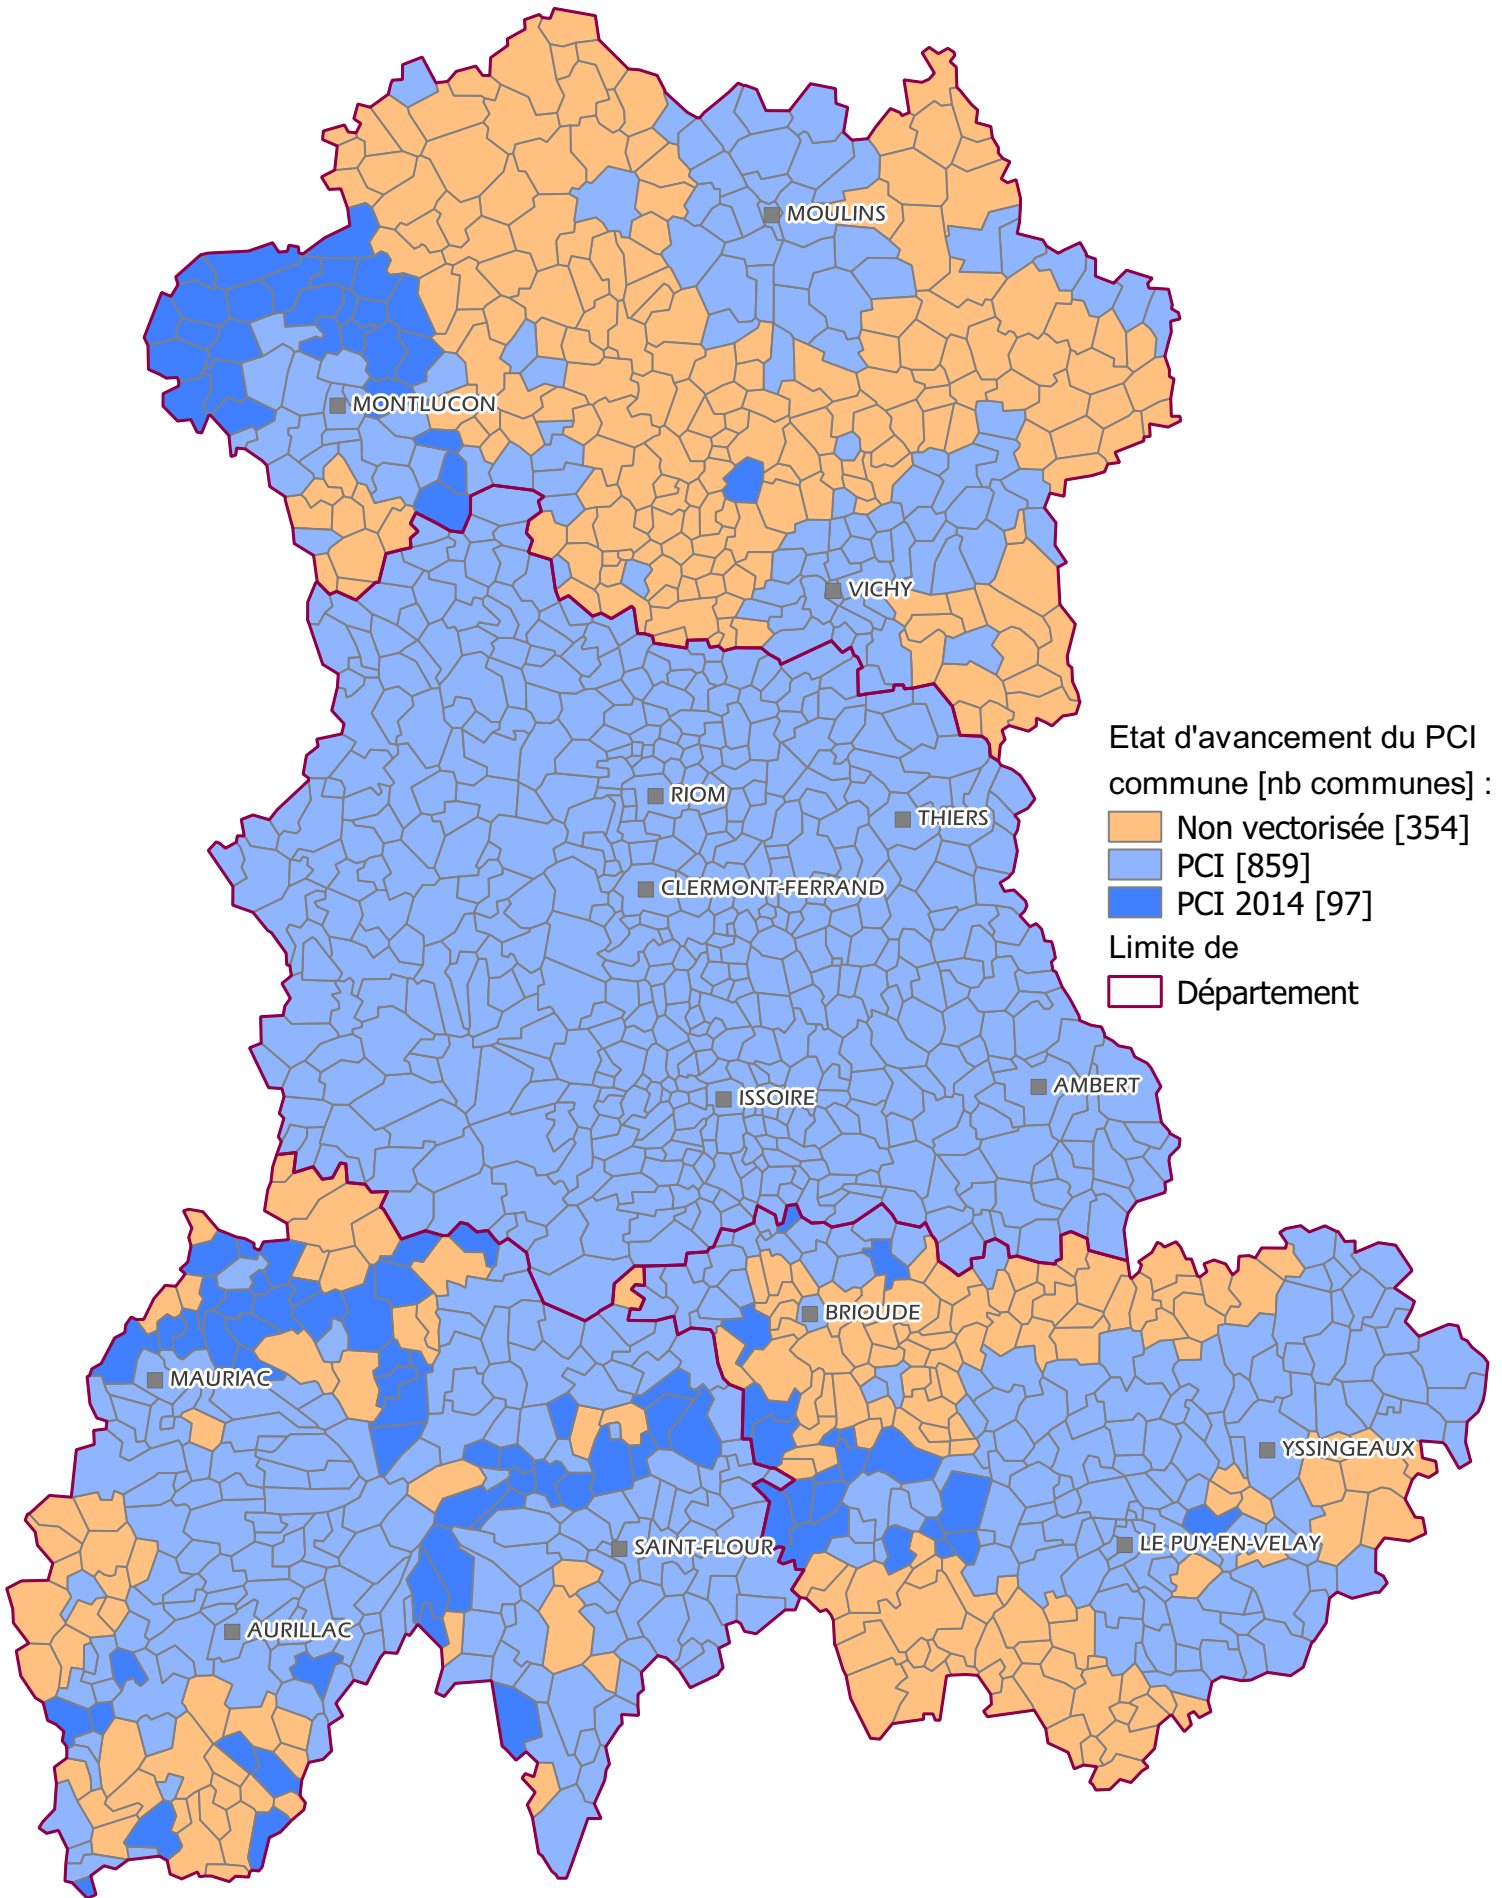 MOULINS
MONTLUCON
VICHY
Etat d'avancement du PCI
commune [nb communes] :
Non vectorisée [354]
PCI [859]
PCI 2014 [97]
Limite de
Département
RIOM
THIERS
CLERMONT-FERRAND
AMBERT
ISSOIRE
BRIOUDE
MAURIAC
YSSINGEAUX
SAINT-FLOUR
LE PUY-EN-VELAY
AURILLAC